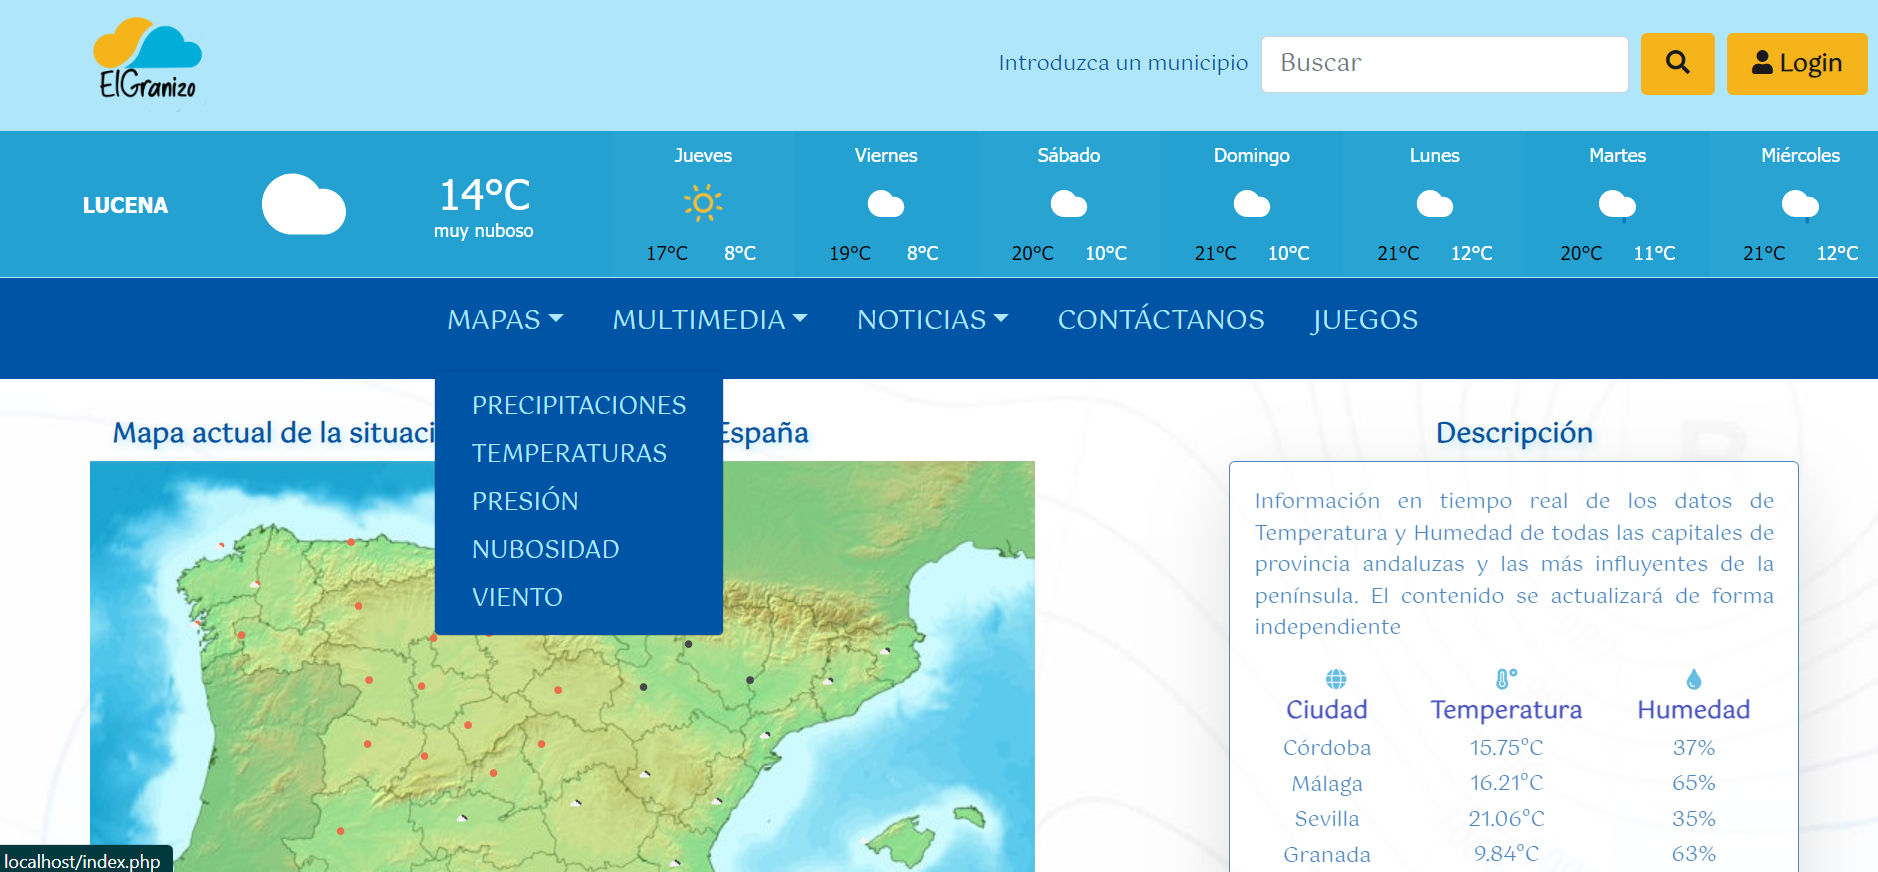 ElGranizo
Introduzca un municipio
Buscar
Login
LUCENA
14°C
muy nuboso
Jueves
17°C 8°C
Viernes
19°C 8°C
Sábado
20°C 10°C
Domingo
21°C 10°C
Lunes
21°C 12°C
Martes
20°C 11°C
Miércoles
21°C 12°C
MAPAS MULTIMEDIA NOTICIAS CONTÁCTANOS JUEGOS
PRECIPITACIONES
TEMPERATURAS
PRESIÓN
NUBOSIDAD
VIENTO
Mapa actual de la España
Descripción
Información en tiempo real de los datos de
Temperatura y Humedad de todas las capitales de
provincia andaluzas y las más influyentes de la
península. El contenido se actualizará de forma
independiente
Ciudad Temperatura Humedad
Córdoba 15.75°C 37%
Málaga 16.21°C 65%
Sevilla 21.06°C 35%
Granada 9.84°C 63%
localhost/index.php